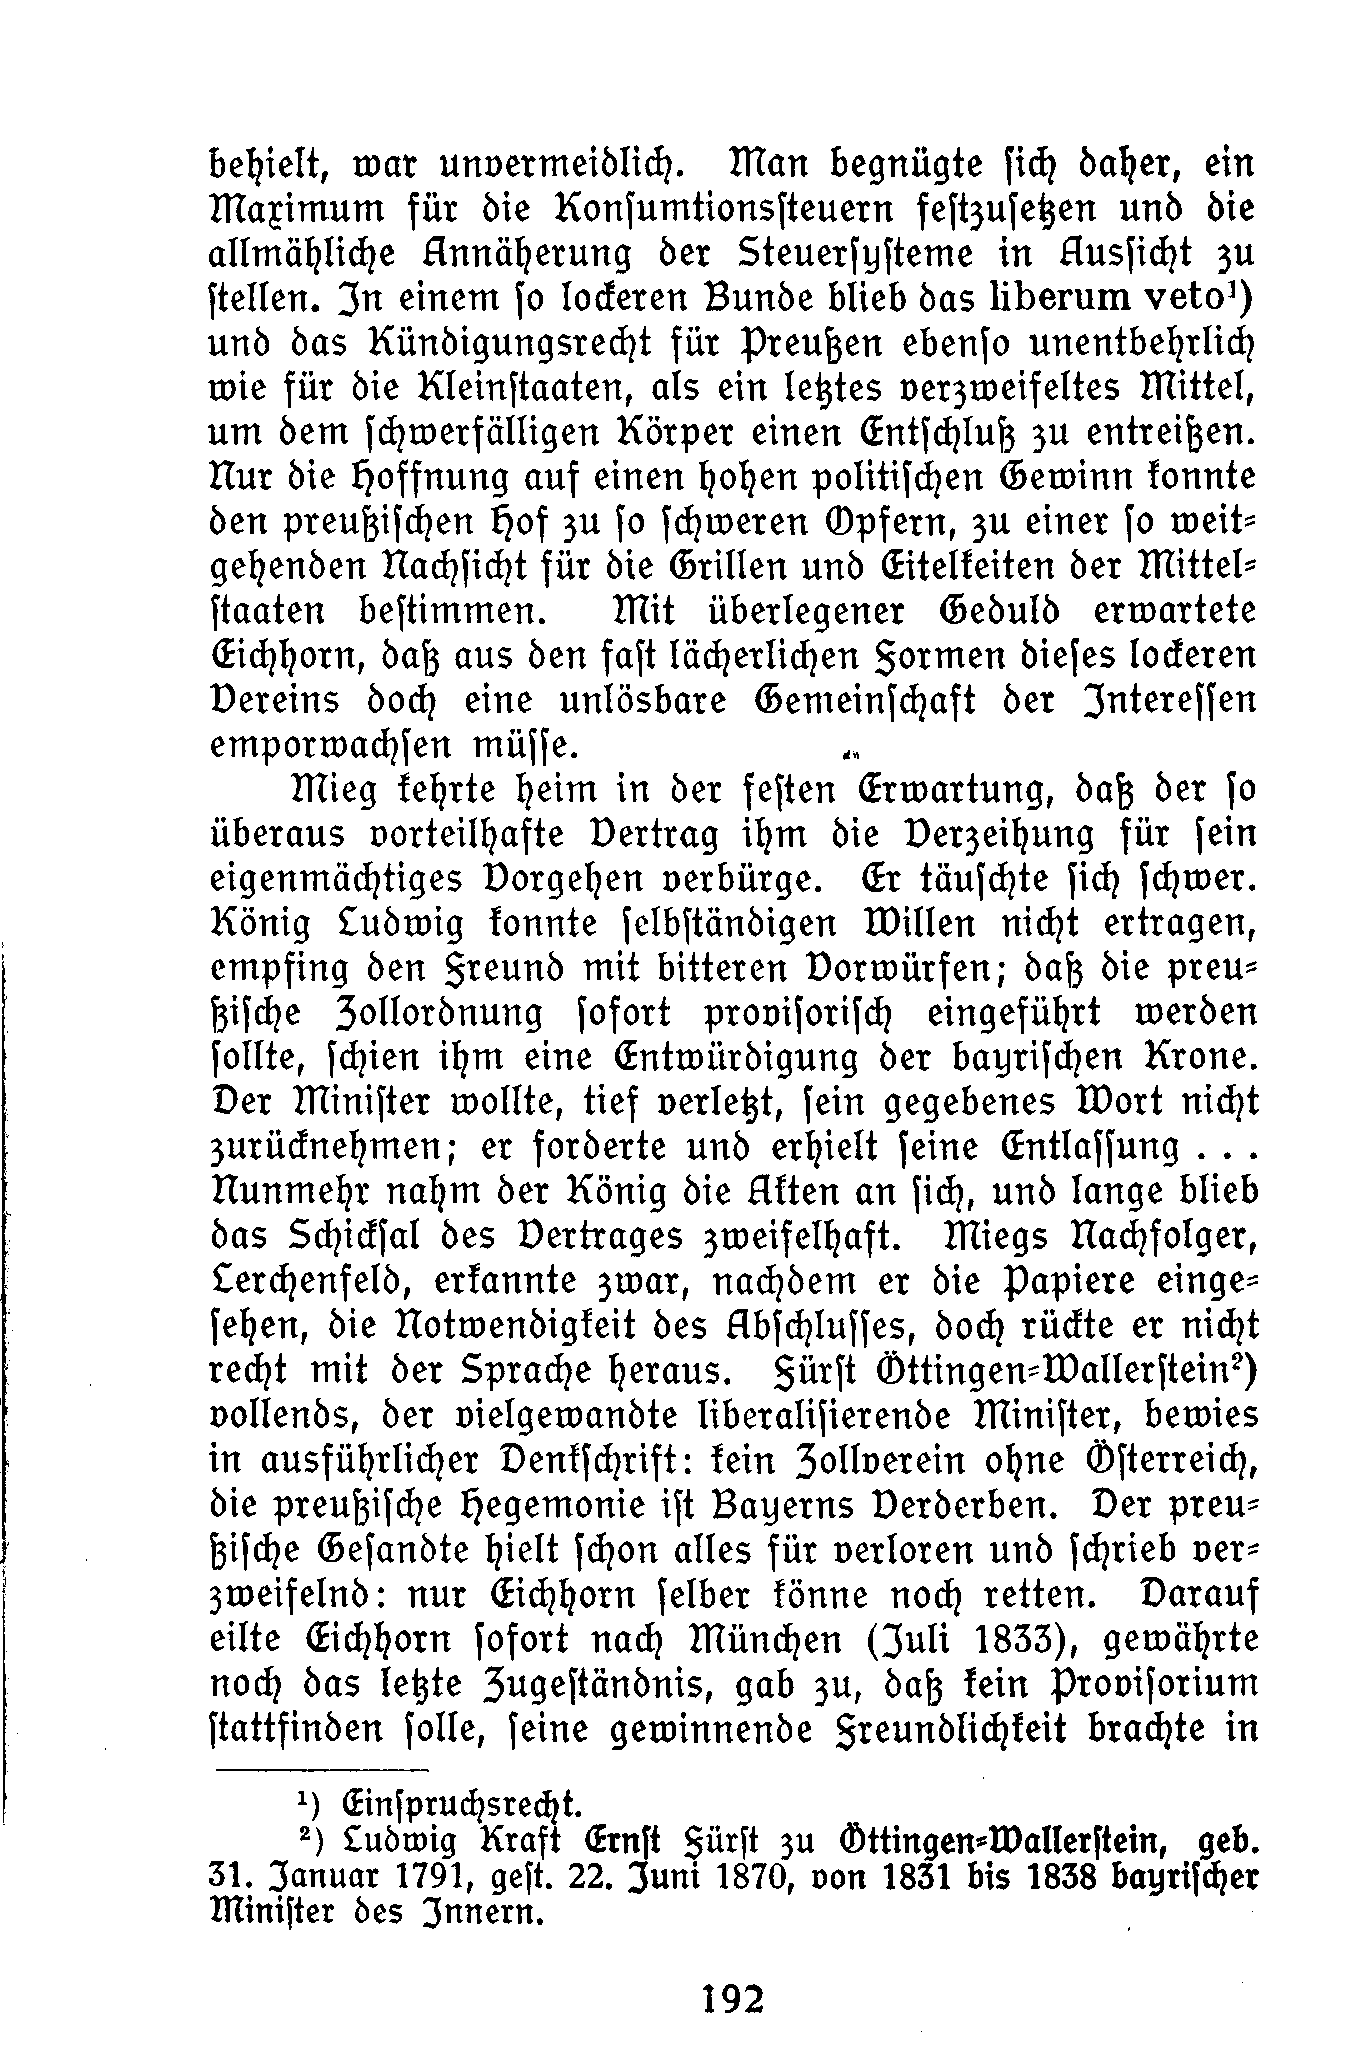 behielt, war unvermeidlich. Man begnügte sich daher, ein
Maximum für die Konsumtionssteuern festzusetzen und die
allmähliche Annäherung der Steuersysteme in Aussicht zu
stellen. In einem so lockeren Bunde blieb das liberum veto¹)
und das Kündigungsrecht für Preußen ebenso unentbehrlich
wie für die Kleinstaaten, als ein letztes verzweifeltes Mittel,
um dem schwerfälligen Körper einen Entschluß zu entreißen.
Nur die Hoffnung auf einen hohen politischen Gewinn konnte
den preußischen Hof zu so schweren Opfern, zu einer so weit-
gehenden Nachsicht für die Grillen und Eitelkeiten der Mittel-
staaten bestimmen. Mit überlegener Geduld erwartete
Eichhorn, daß aus den fast lächerlichen Formen dieses lockeren
Vereins doch eine unlösbare Gemeinschaft der Interessen
emporwachsen müsse.
Mieg kehrte heim in der festen Erwartung, daß der so
überaus vorteilhafte Vertrag ihm die Verzeihung für sein
eigenmächtiges Vorgehen verbürge. Er täuschte sich schwer.
König Ludwig konnte selbständigen Willen nicht ertragen,
empfing den Freund mit bitteren Vorwürfen; daß die preu-
ßische Zollordnung sofort provisorisch eingeführt werden
sollte, schien ihm eine Entwürdigung der bayrischen Krone.
Der Minister wollte, tief verletzt, sein gegebenes Wort nicht
zurücknehmen; er forderte und erhielt seine Entlassung . . .
Nunmehr nahm der König die Akten an sich, und lange blieb
das Schicksal des Vertrages zweifelhaft. Miegs Nachfolger,
Lerchenfeld, erkannte zwar, nachdem er die Papiere einge-
sehen, die Notwendigkeit des Abschlusses, doch rückte er nicht
recht mit der Sprache heraus. Fürst Öttingen-Wallerstein²)
vollends, der vielgewandte liberalisierende Minister, bewies
in ausführlicher Denkschrift: kein Zollverein ohne Österreich,
die preußische Hegemonie ist Bayerns Verderben. Der preu-
ßische Gesandte hielt schon alles für verloren und schrieb ver-
zweifelnd: nur Eichhorn selber könne noch retten. Darauf
eilte Eichhorn sofort nach München (Juli 1833), gewährte
noch das letzte Zugeständnis, gab zu, daß kein Provisorium
stattfinden solle, seine gewinnende Freundlichkeit brachte in
¹) Einspruchsrecht.
²) Ludwig Kraft Ernst Fürst zu Öttingen-Wallerstein, geb.
31. Januar 1791, gest. 22. Juni 1870, von 1831 bis 1838 bayrischer
Minister des Innern.
192